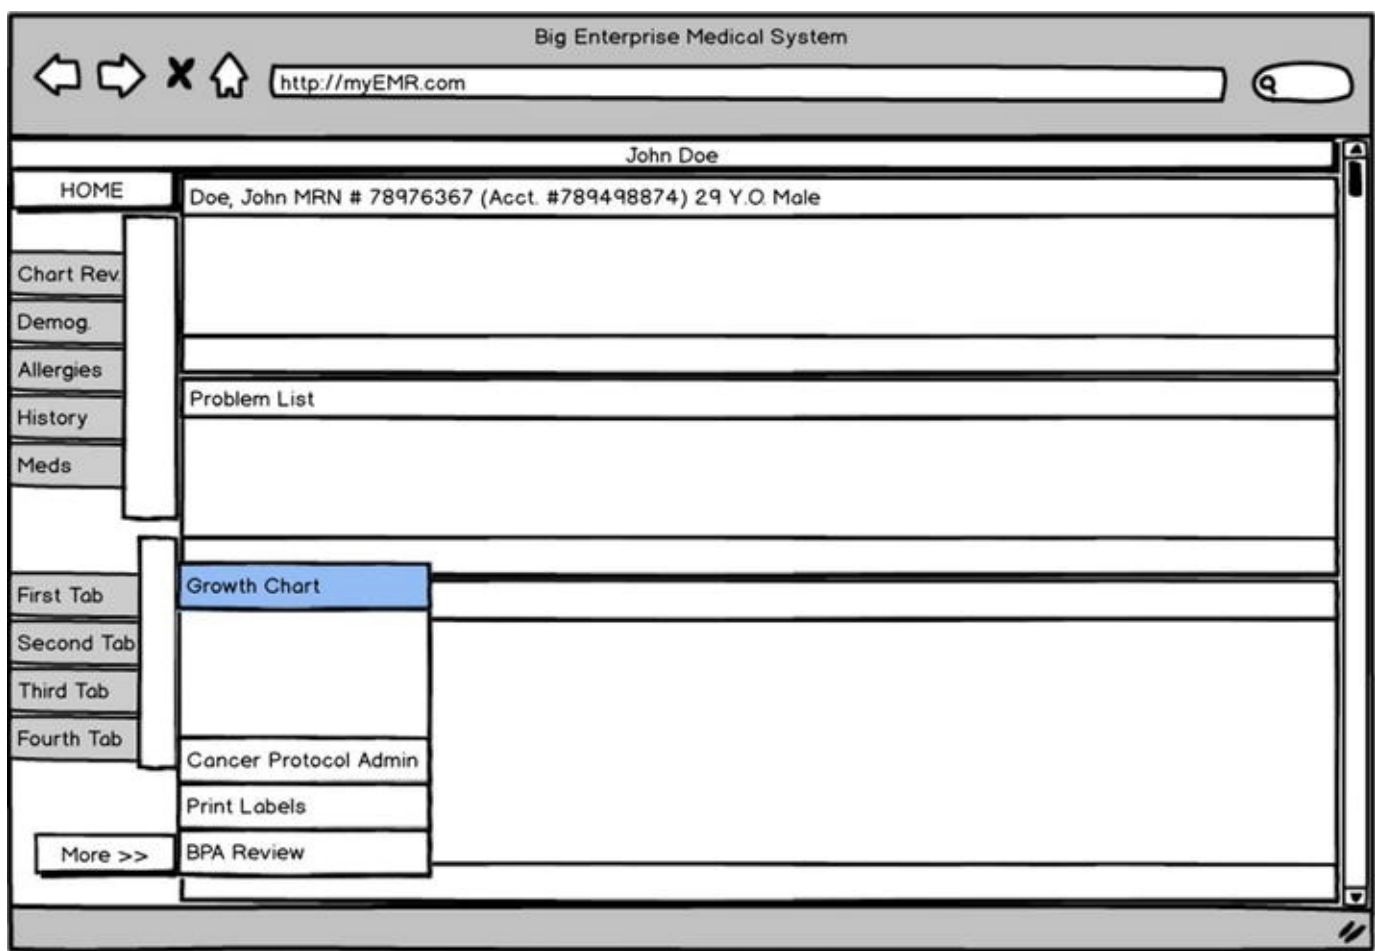 Big Enterprise Medical System
http://myEMR.com
John Doe
HOME
Doe, John MRN # 78976367 (Acct. #789498874) 29 Y.O. Male
Chart Rev.
Demog.
Allergies
History
Meds
Problem List
First Tab
Second Tab
Third Tab
Fourth Tab
More >>
Growth Chart
Cancer Protocol Admin
Print Labels
BPA Review